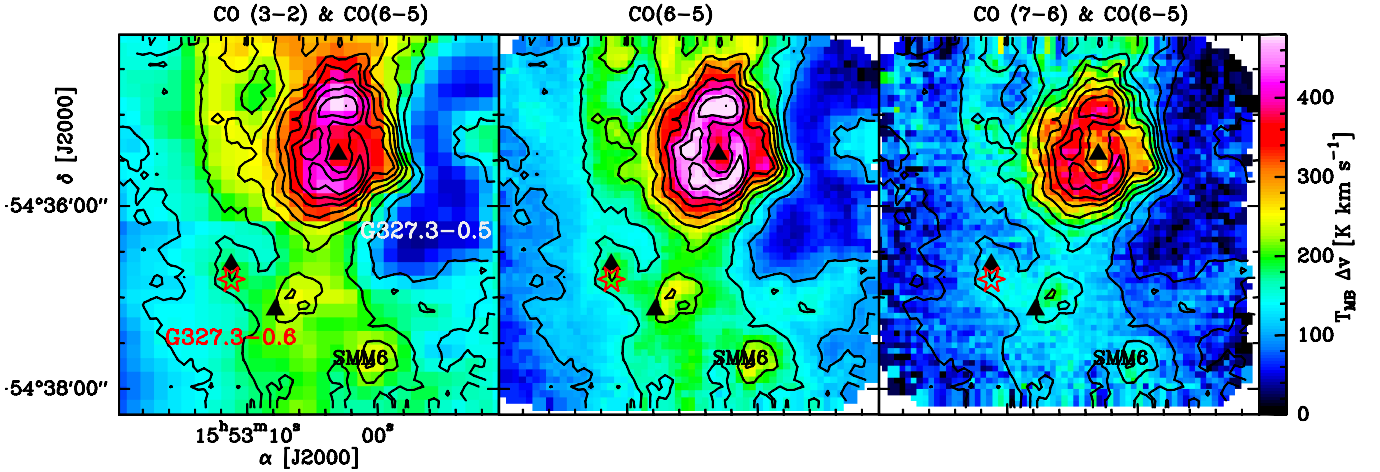 CO (3-2) & CO(6-5)
CO(6-5)
CO (7-6) & CO(6-5)
δ [J2000]
-54°36′00″
-54°38′00″
G327.3-0.5
G327.3-0.6
SMM6
SMM6
SMM6
15ʰ53ᵐ10ˢ
00ˢ
α [J2000]
400
300
200
100
0
T_MB Δv [K km s⁻¹]